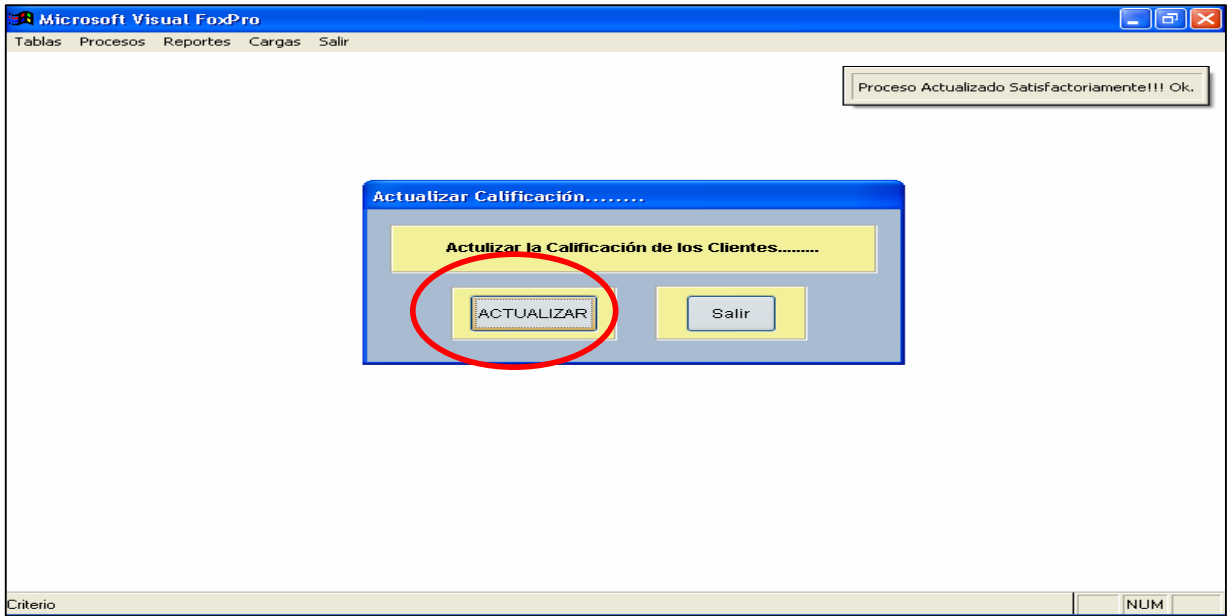 Microsoft Visual FoxPro
Tablas Procesos Reportes Cargas Salir
Proceso Actualizado Satisfactoriamente!!! Ok.
Actualizar Calificación........
Actulizar la Calificación de los Clientes.........
ACTUALIZAR
Salir
Criterio
NUM